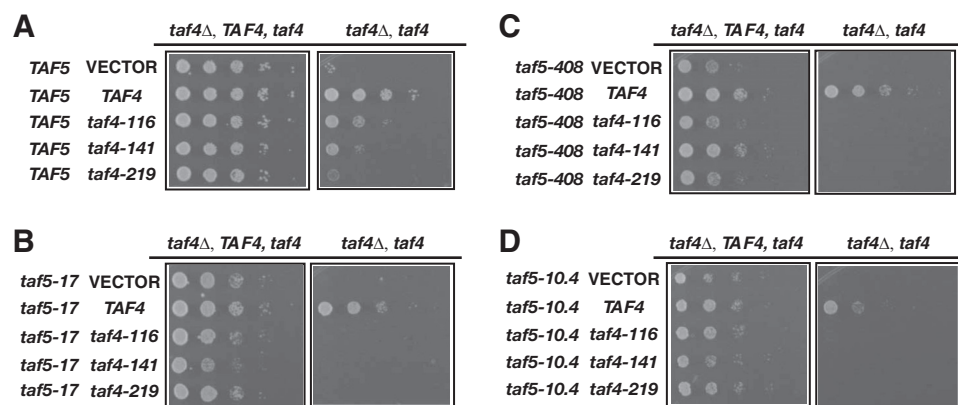 A
taf4Δ, TAF4, taf4 taf4Δ, taf4
TAF5 VECTOR
TAF5 TAF4
TAF5 taf4-116
TAF5 taf4-141
TAF5 taf4-219
B
taf4Δ, TAF4, taf4 taf4Δ, taf4
taf5-17 VECTOR
taf5-17 TAF4
taf5-17 taf4-116
taf5-17 taf4-141
taf5-17 taf4-219
C
taf4Δ, TAF4, taf4 taf4Δ, taf4
taf5-408 VECTOR
taf5-408 TAF4
taf5-408 taf4-116
taf5-408 taf4-141
taf5-408 taf4-219
D
taf4Δ, TAF4, taf4 taf4Δ, taf4
taf5-10.4 VECTOR
taf5-10.4 TAF4
taf5-10.4 taf4-116
taf5-10.4 taf4-141
taf5-10.4 taf4-219